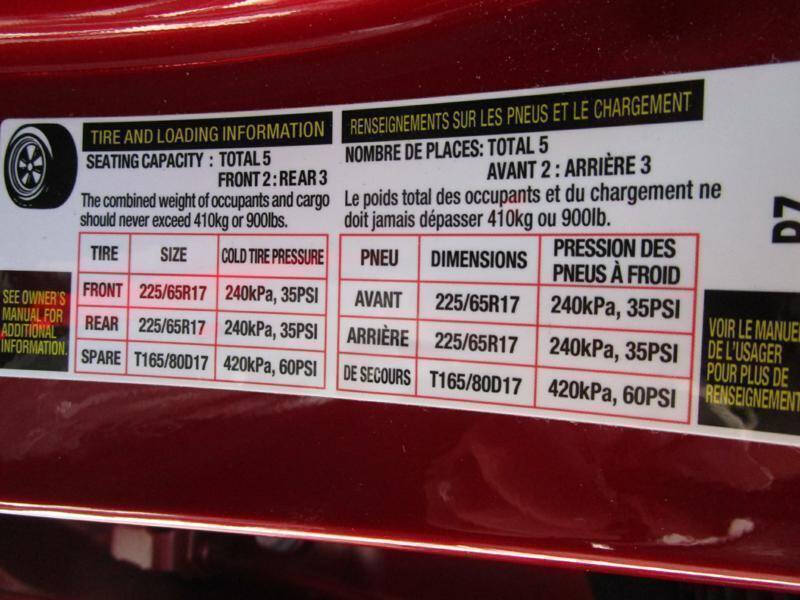 TIRE AND LOADING INFORMATION
SEATING CAPACITY : TOTAL 5
FRONT 2 : REAR 3
The combined weight of occupants and cargo
should never exceed 410kg or 900lbs.
TIRE SIZE COLD TIRE PRESSURE
FRONT 225/65R17 240kPa, 35PSI
REAR 225/65R17 240kPa, 35PSI
SPARE T165/80D17 420kPa, 60PSI
SEE OWNER'S
MANUAL FOR
ADDITIONAL
INFORMATION.
RENSEIGNEMENTS SUR LES PNEUS ET LE CHARGEMENT
NOMBRE DE PLACES: TOTAL 5
AVANT 2 : ARRIÈRE 3
Le poids total des occupants et du chargement ne
doit jamais dépasser 410kg ou 900lb.
PNEU DIMENSIONS PRESSION DES
PNEUS À FROID
AVANT 225/65R17 240kPa, 35PSI
ARRIÈRE 225/65R17 240kPa, 35PSI
DE SECOURS T165/80D17 420kPa, 60PSI
VOIR LE MANUEL
DE L'USAGER
POUR PLUS DE
RENSEIGNEMENT